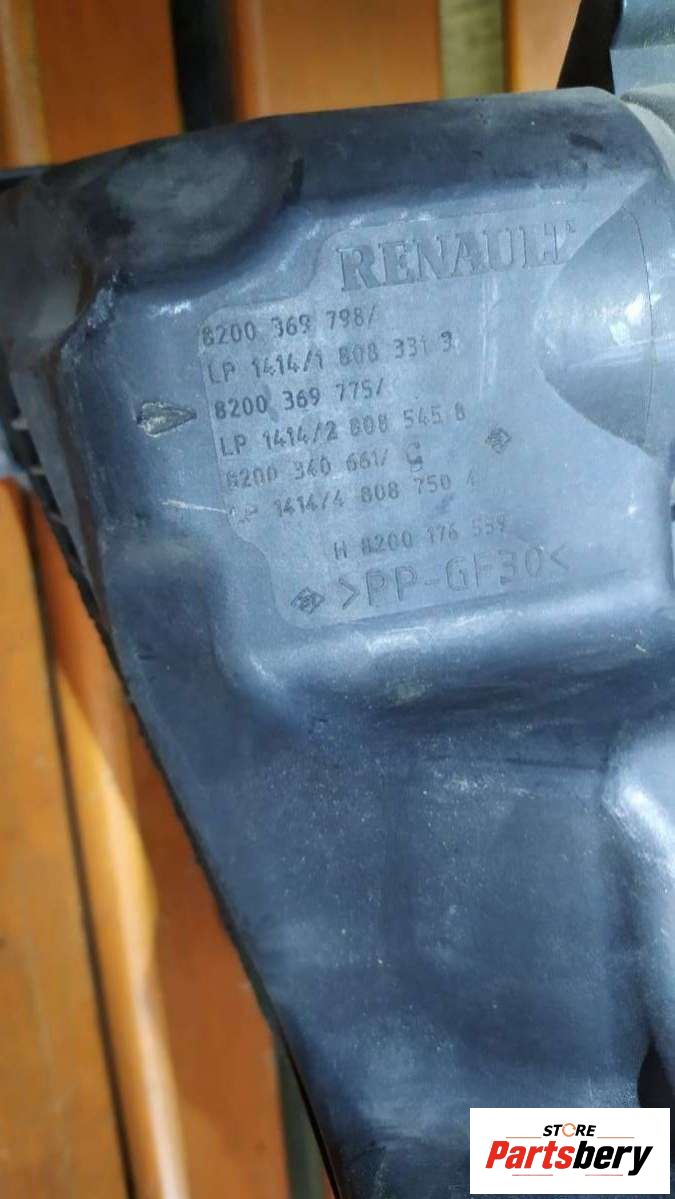 RENAULT
8200 369 798/
LP 1414/1 808 331 3
8200 369 775/
LP 1414/2 808 545 8
8200 340 661/ G
LP 1414/4 808 750 4
H 8200 176 559
>PP-GF30<
STORE
Partsbery